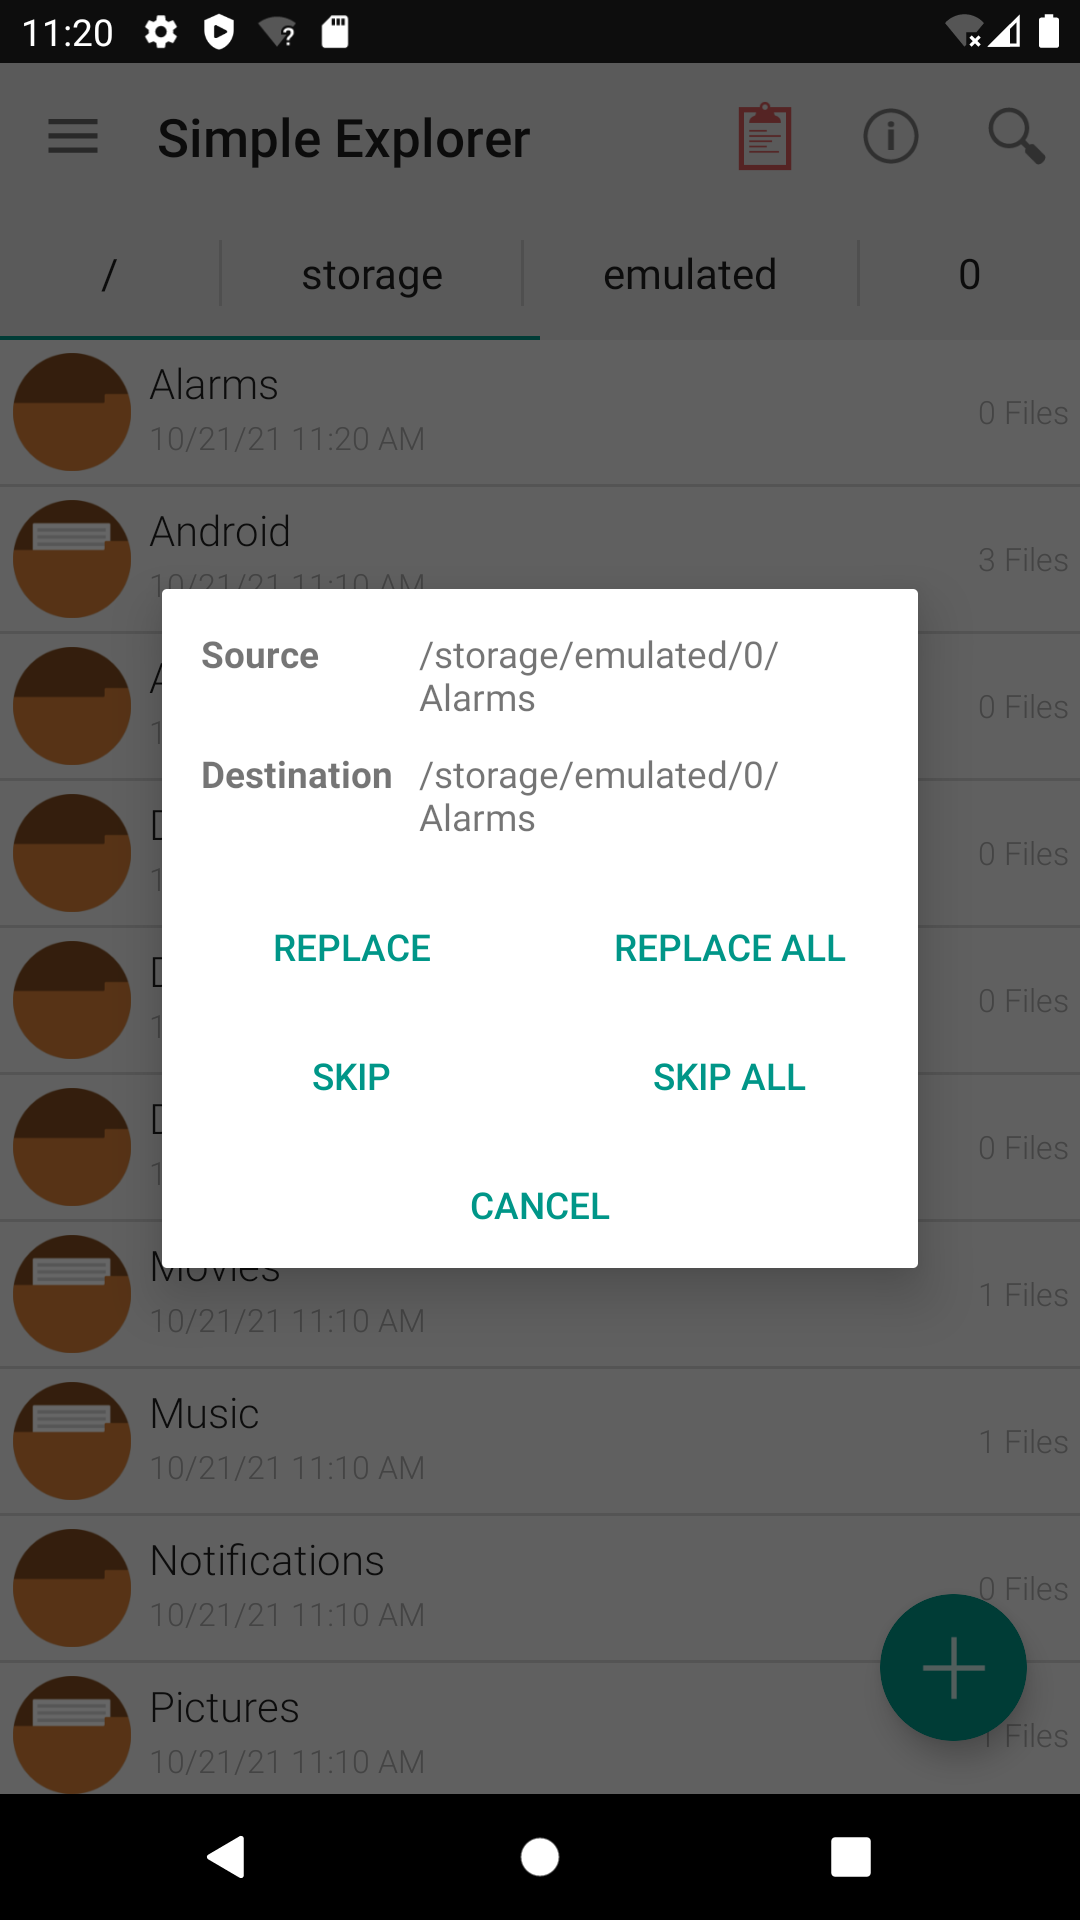 11:20
Simple Explorer
/ storage emulated 0
Alarms
10/21/21 11:20 AM
0 Files
Android
10/21/21 11:10 AM
3 Files
0 Files
0 Files
0 Files
0 Files
Source /storage/emulated/0/
Alarms
Destination /storage/emulated/0/
Alarms
REPLACE REPLACE ALL
SKIP SKIP ALL
CANCEL
Movies
10/21/21 11:10 AM
1 Files
Music
10/21/21 11:10 AM
1 Files
Notifications
10/21/21 11:10 AM
0 Files
Pictures
10/21/21 11:10 AM
1 Files